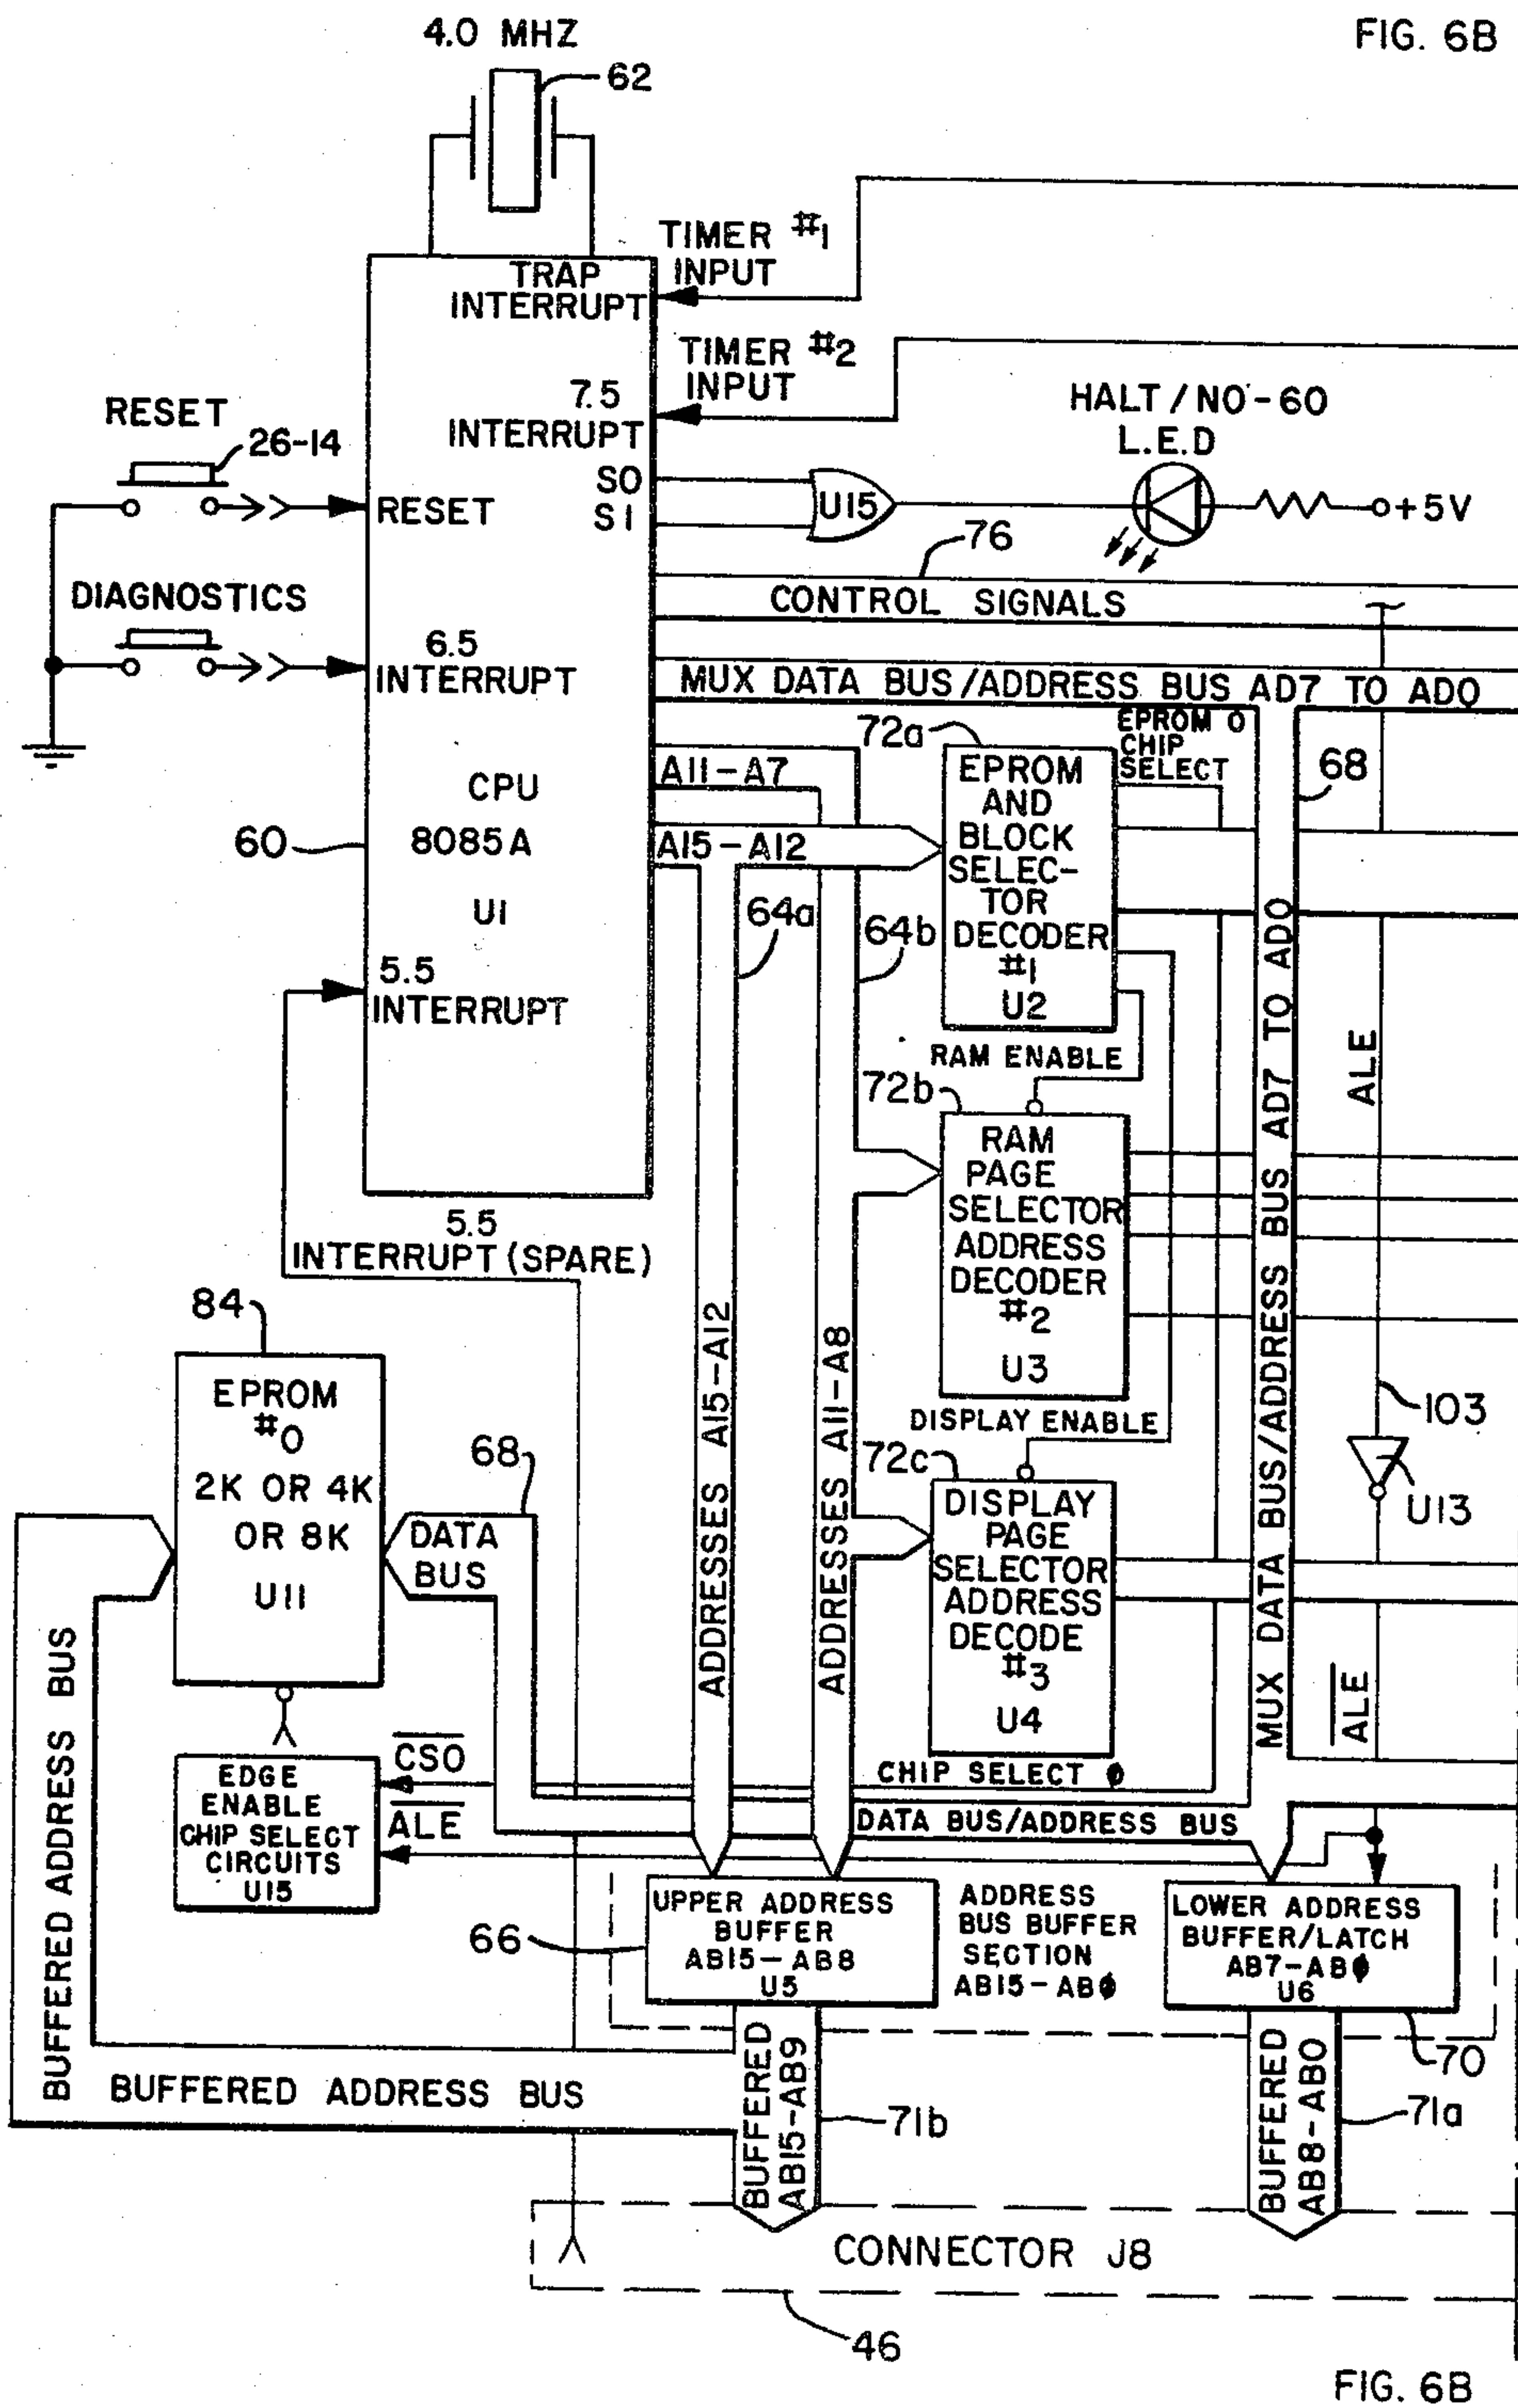 4.0 MHZ
FIG. 6B
62
TIMER #1
INPUT
TRAP
INTERRUPT
TIMER #2
INPUT
7.5
INTERRUPT
HALT/NO-60
L.E.D
RESET
26-14
RESET
S0
S1
U15
+5V
76
CONTROL SIGNALS
DIAGNOSTICS
6.5
INTERRUPT
MUX DATA BUS/ADDRESS BUS AD7 TO AD0
72a
EPROM 0
CHIP
SELECT
68
A11-A7
A15-A12
CPU
8085A
U1
60
EPROM
AND
BLOCK
SELEC-
TOR
DECODER
#1
U2
64a
64b
5.5
INTERRUPT
RAM ENABLE
ALE
72b
RAM
PAGE
SELECTOR
ADDRESS
DECODER
#2
U3
5.5
INTERRUPT (SPARE)
84
EPROM
#0
2K OR 4K
OR 8K
U11
68
DATA
BUS
ADDRESSES A15-A12
ADDRESSES A11-A8
MUX DATA BUS/ADDRESS BUS AD7 TO AD0
DISPLAY ENABLE
103
U13
72c
DISPLAY
PAGE
SELECTOR
ADDRESS
DECODE
#3
U4
ALE
BUFFERED ADDRESS BUS
CSO
ALE
EDGE
ENABLE
CHIP SELECT
CIRCUITS
U15
CHIP SELECT φ
DATA BUS/ADDRESS BUS
66
UPPER ADDRESS
BUFFER
AB15-AB8
U5
ADDRESS
BUS BUFFER
SECTION
AB15-ABφ
LOWER ADDRESS
BUFFER/LATCH
AB7-ABφ
U6
70
BUFFERED ADDRESS BUS
BUFFERED
AB15-AB9
71b
BUFFERED
AB8-AB0
71a
CONNECTOR J8
46
FIG. 6B